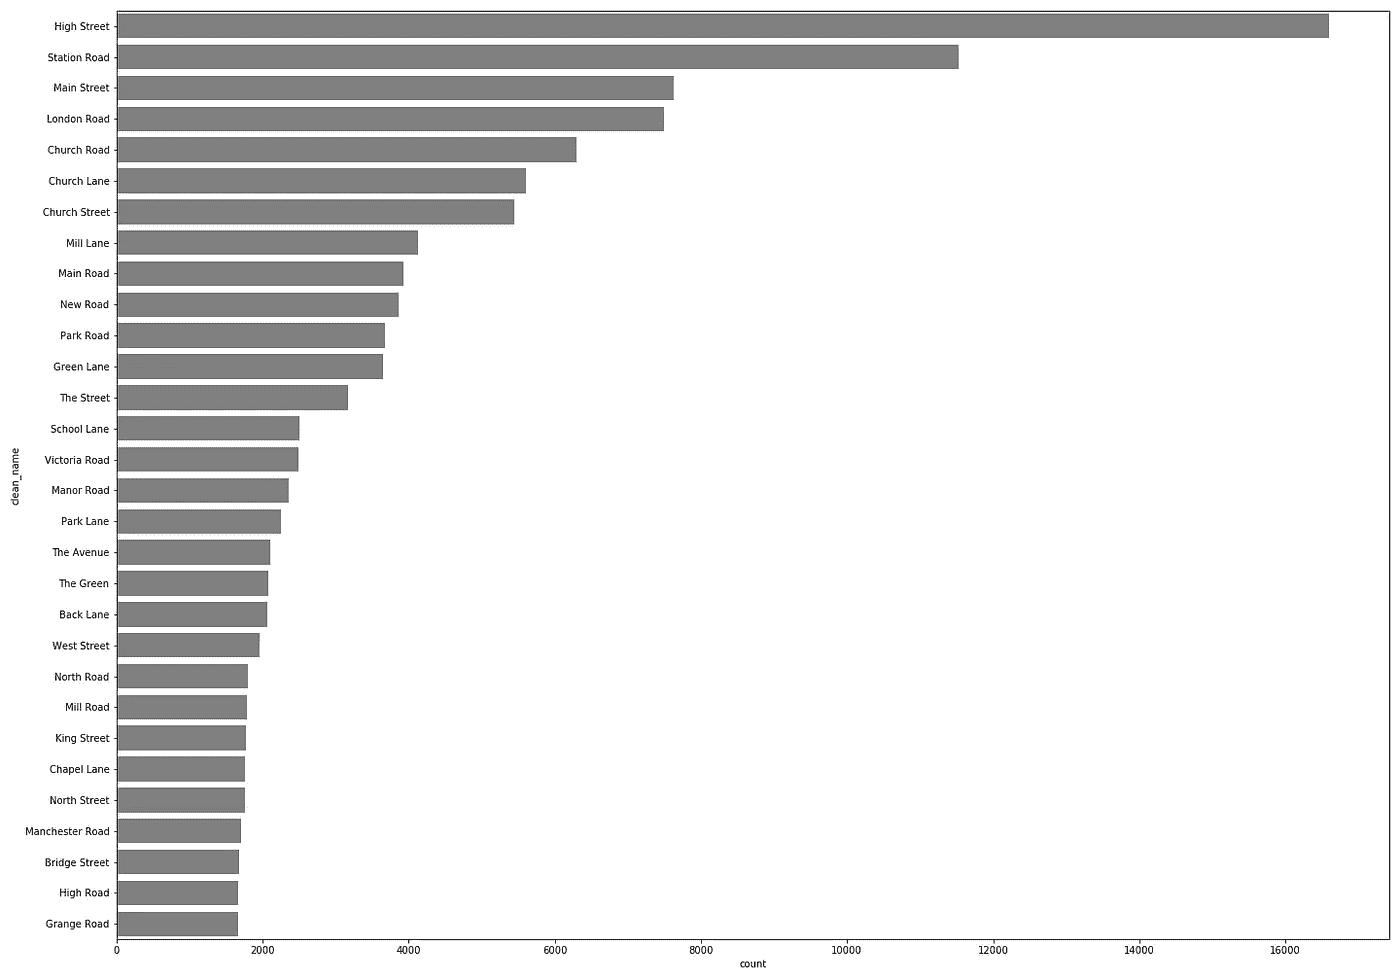 High Street
Station Road
Main Street
London Road
Church Road
Church Lane
Church Street
Mill Lane
Main Road
New Road
Park Road
Green Lane
The Street
School Lane
Victoria Road
Manor Road
Park Lane
The Avenue
The Green
Back Lane
West Street
North Road
Mill Road
King Street
Chapel Lane
North Street
Manchester Road
Bridge Street
High Road
Grange Road
clean_name
0 2000 4000 6000 8000 10000 12000 14000 16000
count